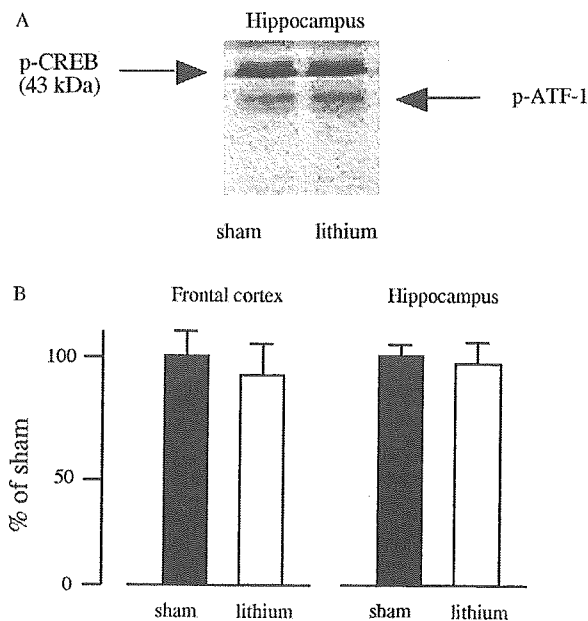 A
Hippocampus
p-CREB
(43 kDa)
p-ATF-1
sham lithium
B
Frontal cortex Hippocampus
100
50
0
% of sham
sham lithium sham lithium